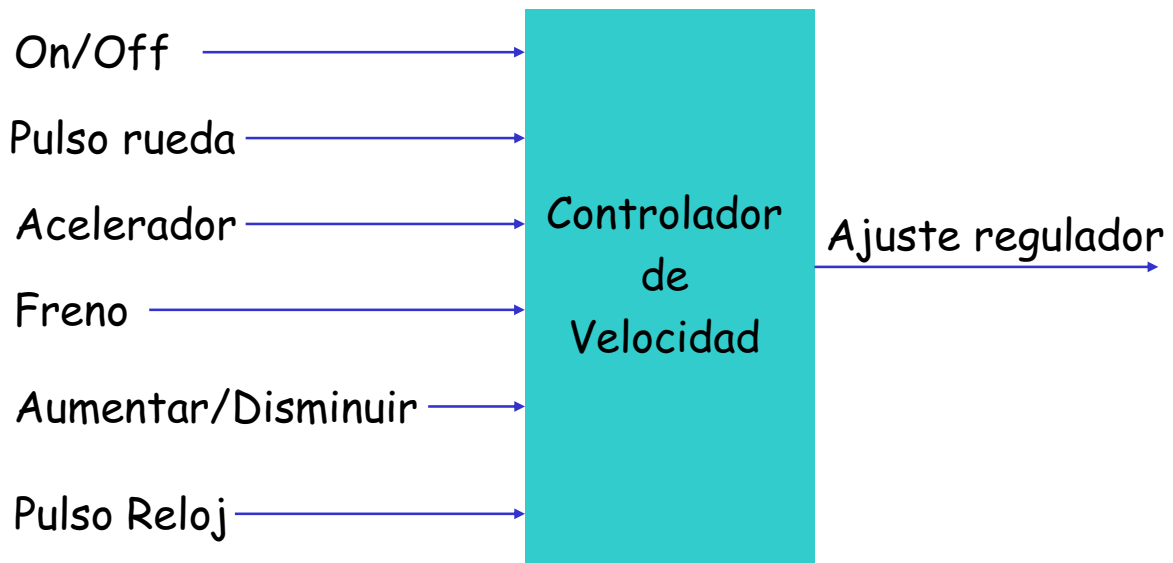 On/Off
Pulso rueda
Acelerador
Freno
Aumentar/Disminuir
Pulso Reloj
Controlador
de
Velocidad
Ajuste regulador